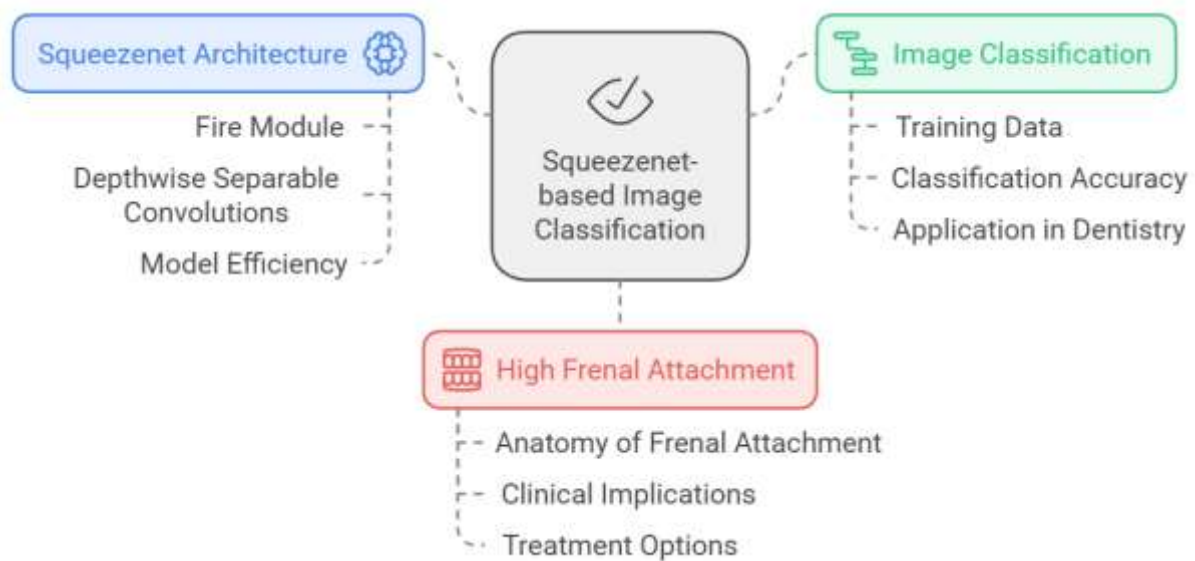 Squeezenet Architecture
Fire Module
Depthwise Separable
Convolutions
Model Efficiency
Squeezenet-
based Image
Classification
Image Classification
Training Data
Classification Accuracy
Application in Dentistry
High Frenal Attachment
Anatomy of Frenal Attachment
Clinical Implications
Treatment Options